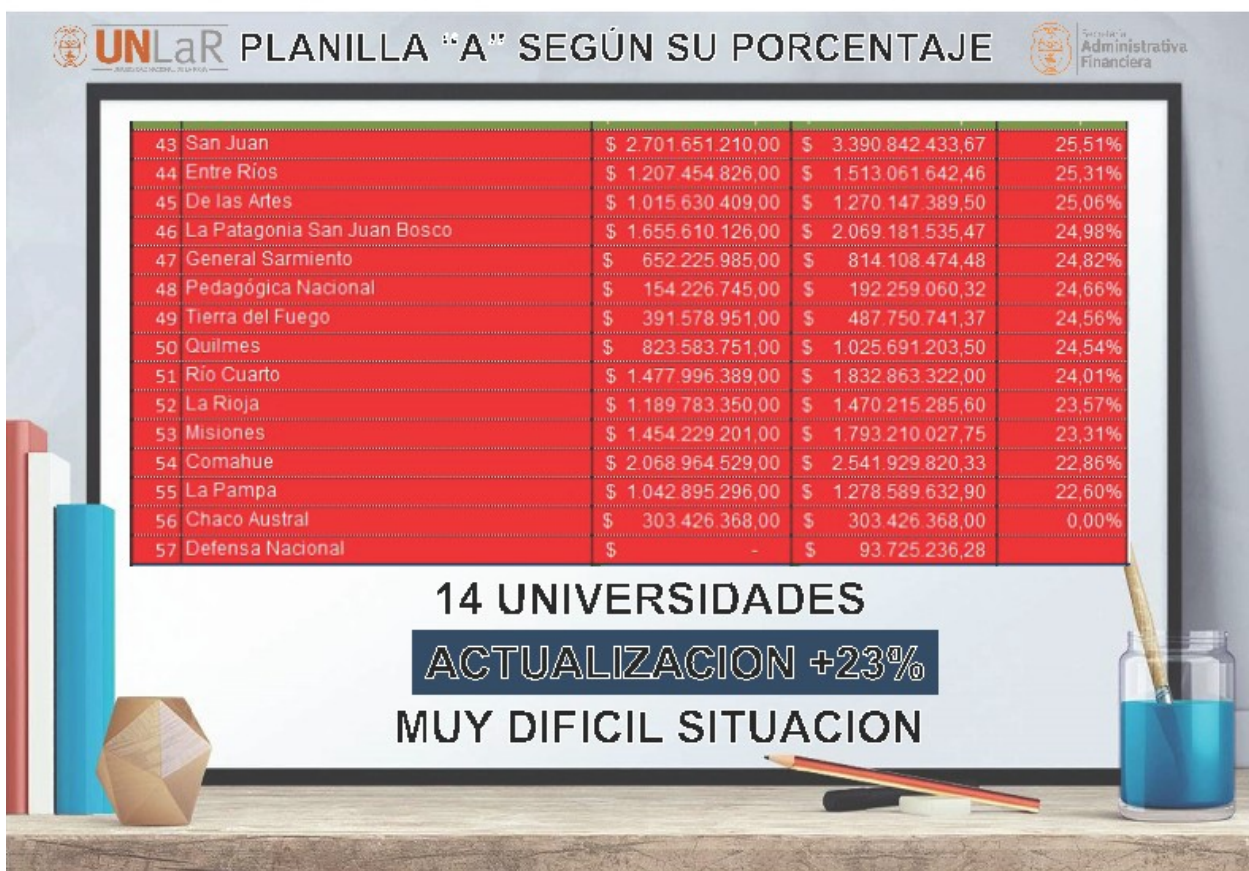 UNLaR PLANILLA “A” SEGÚN SU PORCENTAJE
Administrativa
Financiera
43 San Juan $ 2.701.651.210,00 $ 3.390.842.433,67 25,51%
44 Entre Ríos $ 1.207.454.826,00 $ 1.513.061.642,46 25,31%
45 De las Artes $ 1.015.630.409,00 $ 1.270.147.389,50 25,06%
46 La Patagonia San Juan Bosco $ 1.655.610.126,00 $ 2.069.181.535,47 24,98%
47 General Sarmiento $ 652.225.985,00 $ 814.108.474,48 24,82%
48 Pedagógica Nacional $ 154.226.745,00 $ 192.259.060,32 24,66%
49 Tierra del Fuego $ 391.578.951,00 $ 487.750.741,37 24,56%
50 Quilmes $ 823.583.751,00 $ 1.025.691.203,50 24,54%
51 Río Cuarto $ 1.477.996.389,00 $ 1.832.863.322,00 24,01%
52 La Rioja $ 1.189.783.350,00 $ 1.470.215.285,60 23,57%
53 Misiones $ 1.454.229.201,00 $ 1.793.210.027,75 23,31%
54 Comahue $ 2.068.964.529,00 $ 2.541.929.820,33 22,86%
55 La Pampa $ 1.042.895.296,00 $ 1.278.589.632,90 22,60%
56 Chaco Austral $ 303.426.368,00 $ 303.426.368,00 0,00%
57 Defensa Nacional $ - $ 93.725.236,28
14 UNIVERSIDADES
ACTUALIZACION +23%
MUY DIFICIL SITUACION